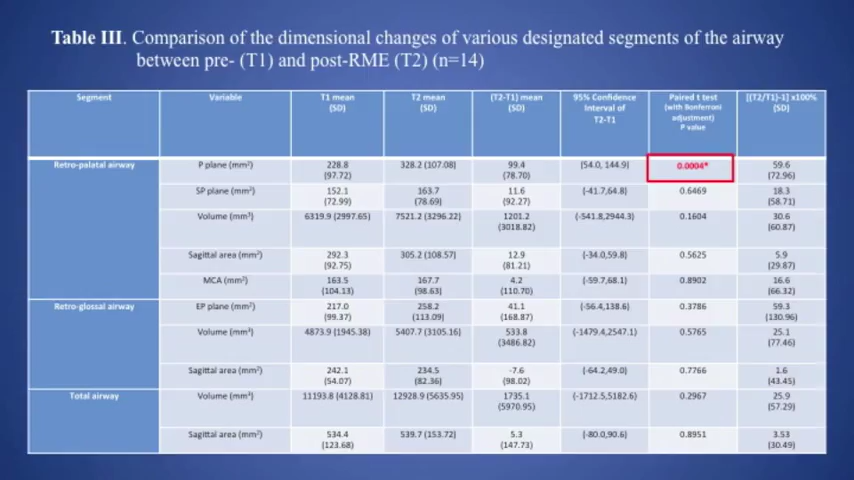 Table III. Comparison of the dimensional changes of various designated segments of the airway
between pre- (T1) and post-RME (T2) (n=14)
Segment Variable T1 mean (SD) T2 mean (SD) (T2-T1) mean (SD) 95% Confidence Interval of T2-T1 Paired t test (with Bonferroni adjustment) P value [(T2/T1)-1] x100% (SD)
Retro-palatal airway P plane (mm²) 228.8 (97.72) 328.2 (107.08) 99.4 (78.70) (54.0, 144.9) 0.0004* 59.6 (72.96)
SP plane (mm²) 152.1 (72.99) 163.7 (78.69) 11.6 (92.27) (-41.7,64.8) 0.6469 18.3 (58.71)
Volume (mm³) 6319.9 (2997.65) 7521.2 (3296.22) 1201.2 (3018.82) (-541.8,2944.3) 0.1604 30.6 (60.87)
Sagittal area (mm²) 292.3 (92.75) 305.2 (108.57) 12.9 (81.21) (-34.0,59.8) 0.5625 5.9 (29.87)
MCA (mm²) 163.5 (104.13) 167.7 (98.63) 4.2 (110.70) (-59.7,68.1) 0.8902 16.6 (66.32)
Retro-glossal airway EP plane (mm²) 217.0 (99.37) 258.2 (113.09) 41.1 (168.87) (-56.4,138.6) 0.3786 59.3 (130.96)
Volume (mm³) 4873.9 (1945.38) 5407.7 (3105.16) 533.8 (3486.82) (-1479.4,2547.1) 0.5765 25.1 (77.46)
Sagittal area (mm²) 242.1 (54.07) 234.5 (82.36) -7.6 (98.02) (-64.2,49.0) 0.7766 1.6 (43.45)
Total airway Volume (mm³) 11193.8 (4128.81) 12928.9 (5635.95) 1735.1 (5970.95) (-1712.5,5182.6) 0.2967 25.9 (57.29)
Sagittal area (mm²) 534.4 (123.68) 539.7 (153.72) 5.3 (147.73) (-80.0,90.6) 0.8951 3.53 (30.49)